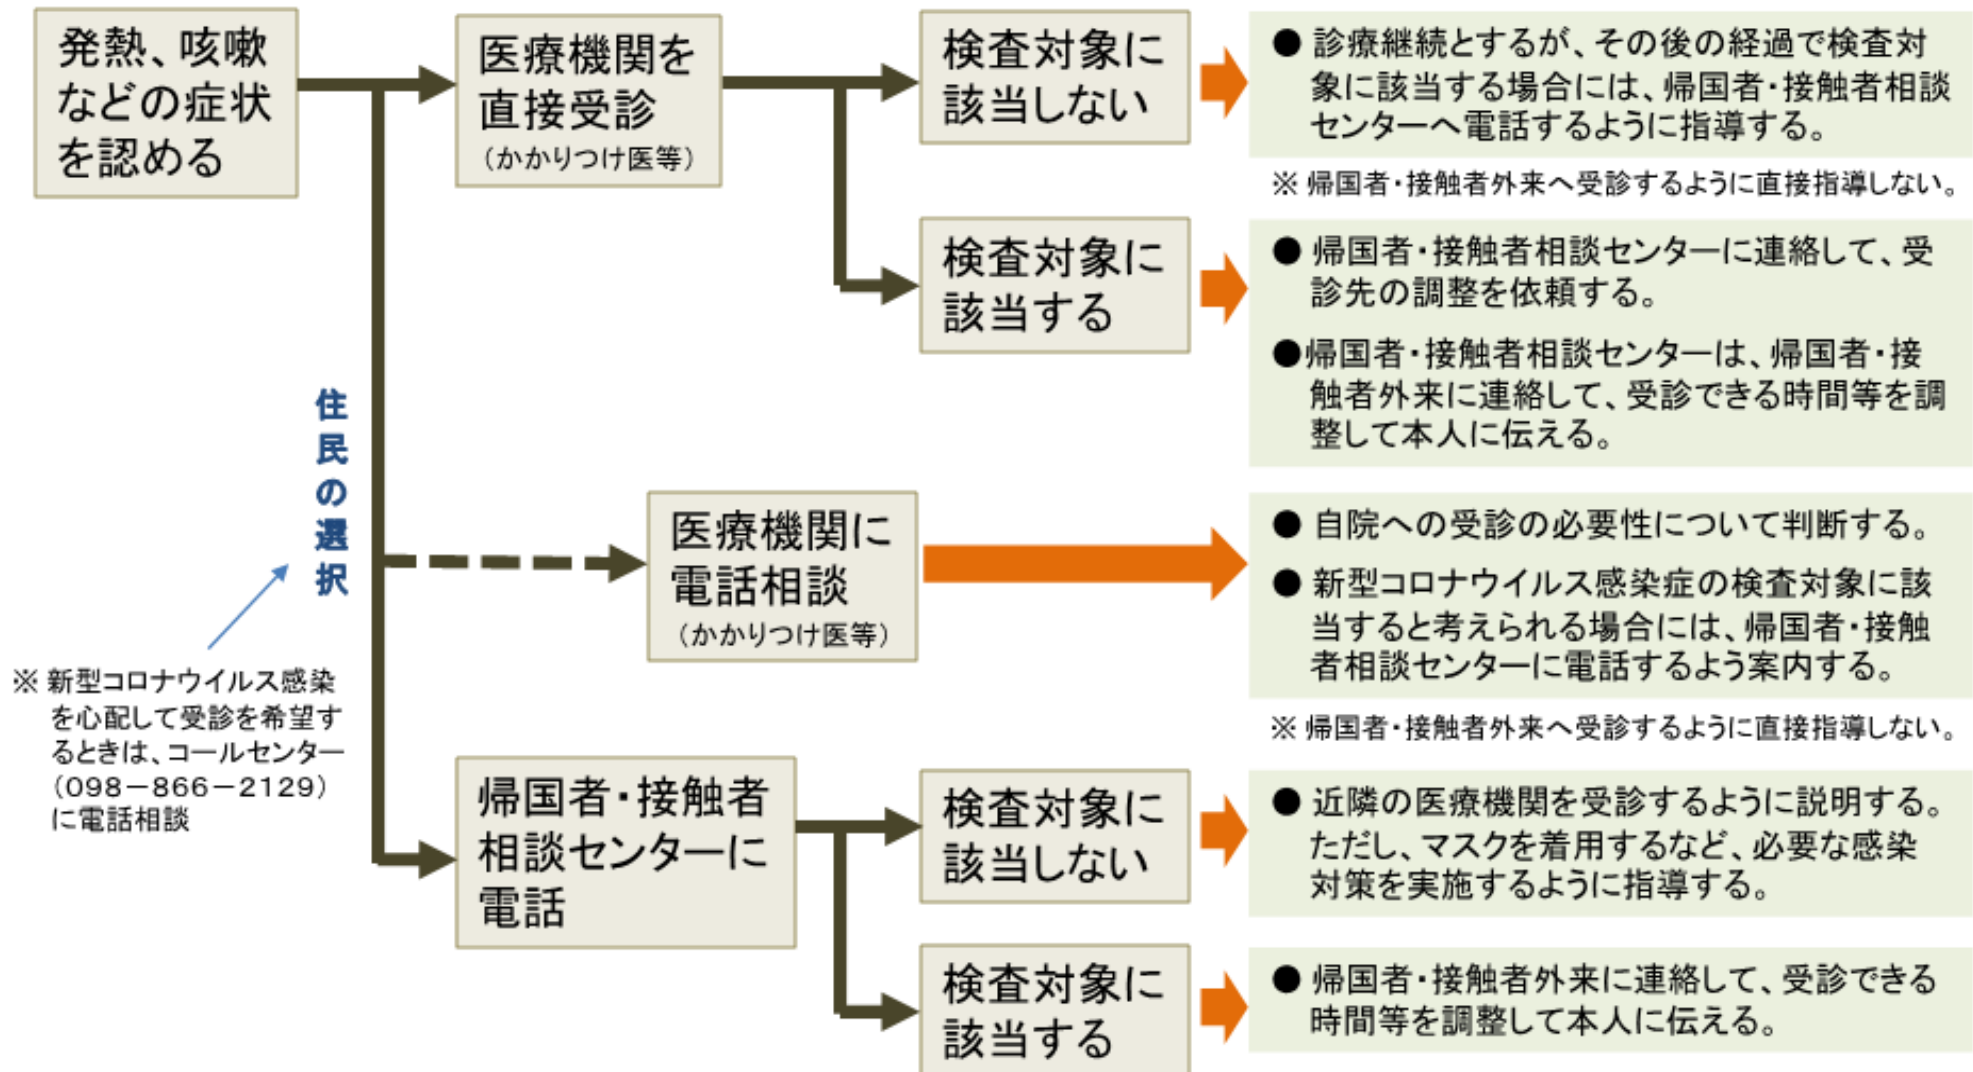 発熱、咳嗽
などの症状
を認める
医療機関を
直接受診
（かかりつけ医等）
検査対象に
該当しない
● 診療継続とするが、その後の経過で検査対
象に該当する場合には、帰国者・接触者相談
センターへ電話するように指導する。
※ 帰国者・接触者外来へ受診するように直接指導しない。
検査対象に
該当する
● 帰国者・接触者相談センターに連絡して、受
診先の調整を依頼する。
●帰国者・接触者相談センターは、帰国者・接
触者外来に連絡して、受診できる時間等を調
整して本人に伝える。
住民の選択
※ 新型コロナウイルス感染
を心配して受診を希望す
るときは、コールセンター
（098－866－2129）
に電話相談
医療機関に
電話相談
（かかりつけ医等）
● 自院への受診の必要性について判断する。
● 新型コロナウイルス感染症の検査対象に該
当すると考えられる場合には、帰国者・接触
者相談センターに電話するよう案内する。
※ 帰国者・接触者外来へ受診するように直接指導しない。
帰国者・接触者
相談センターに
電話
検査対象に
該当しない
● 近隣の医療機関を受診するように説明する。
ただし、マスクを着用するなど、必要な感染
対策を実施するように指導する。
検査対象に
該当する
● 帰国者・接触者外来に連絡して、受診できる
時間等を調整して本人に伝える。